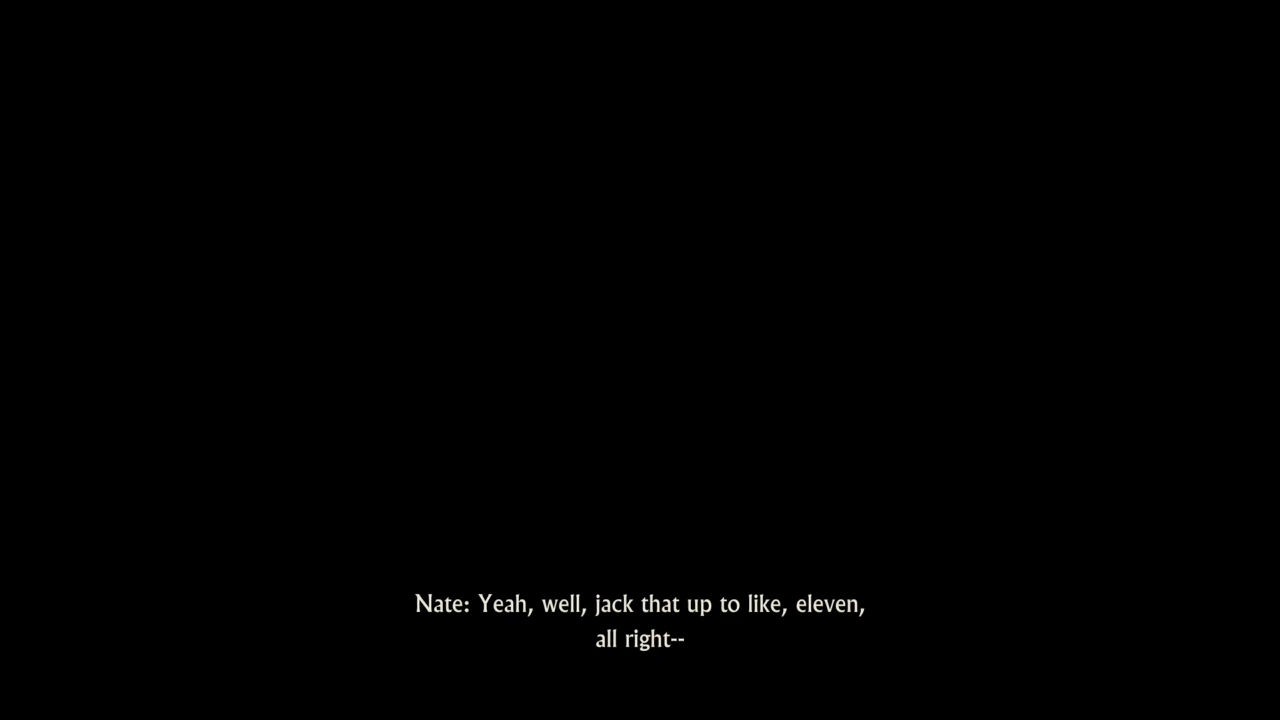 Nate: Yeah, well, jack that up to like, eleven,
all right--